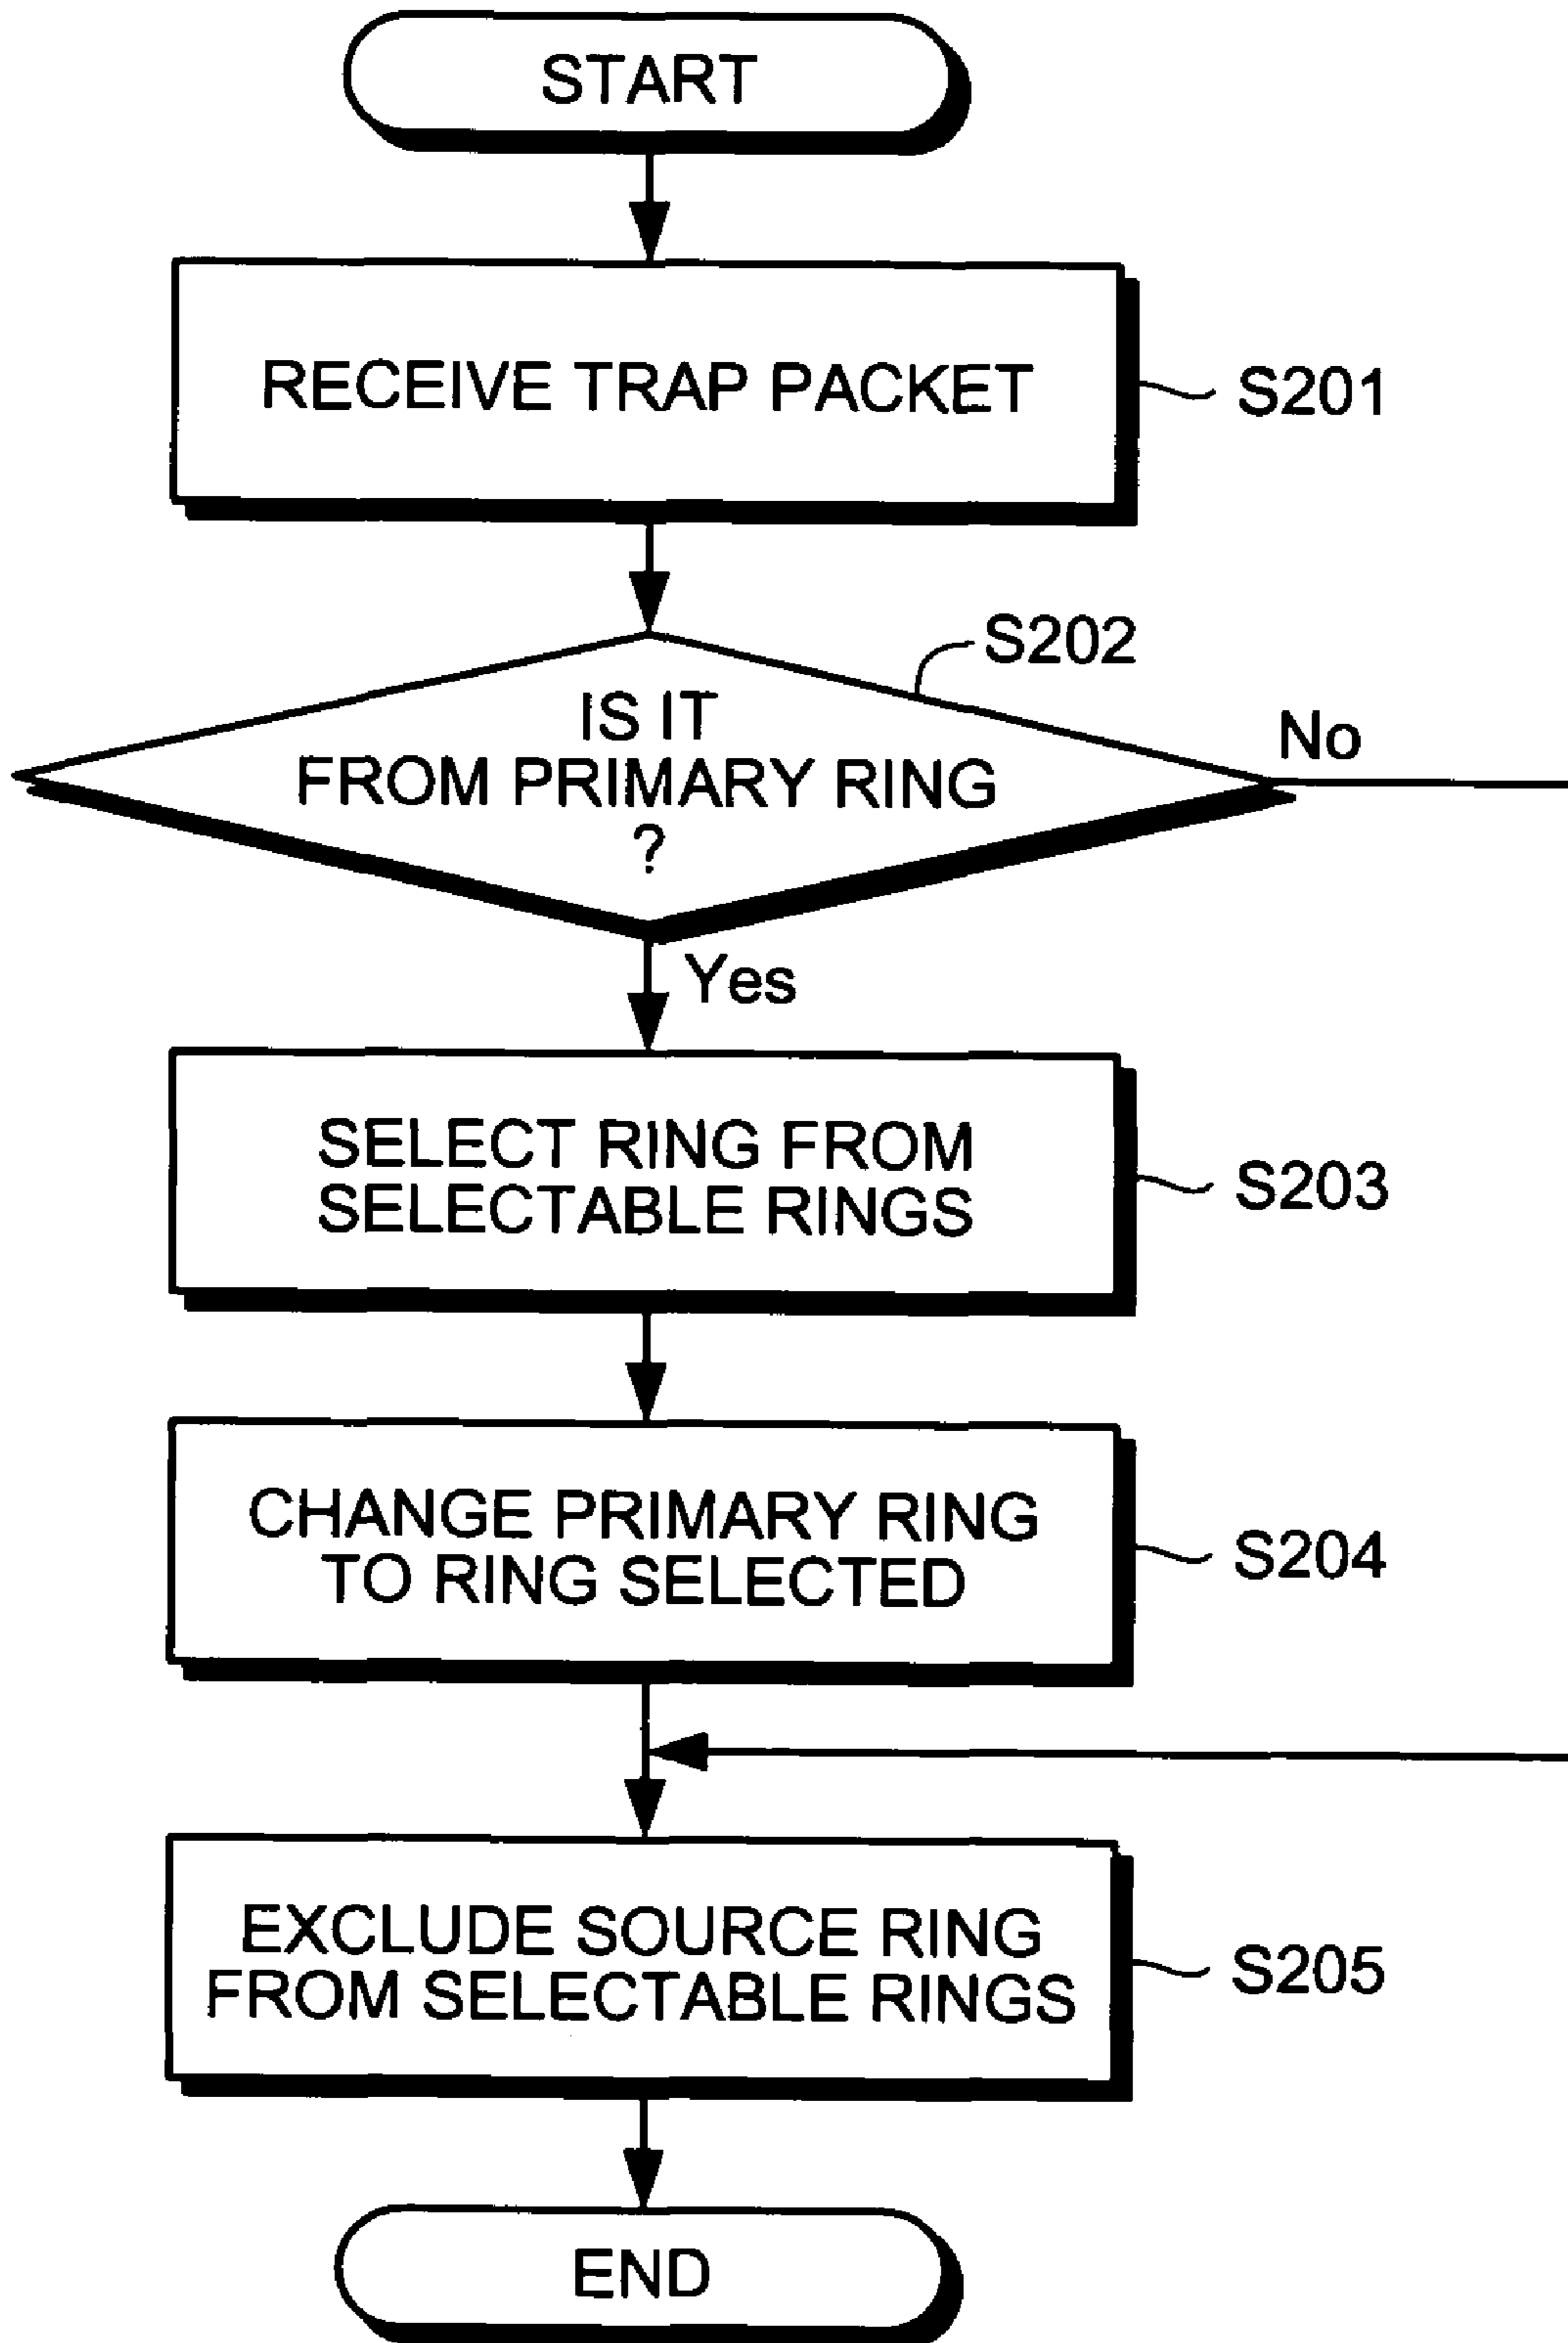 START
RECEIVE TRAP PACKET
S201
S202
IS IT
FROM PRIMARY RING
?
No
Yes
SELECT RING FROM
SELECTABLE RINGS
S203
CHANGE PRIMARY RING
TO RING SELECTED
S204
EXCLUDE SOURCE RING
FROM SELECTABLE RINGS
S205
END